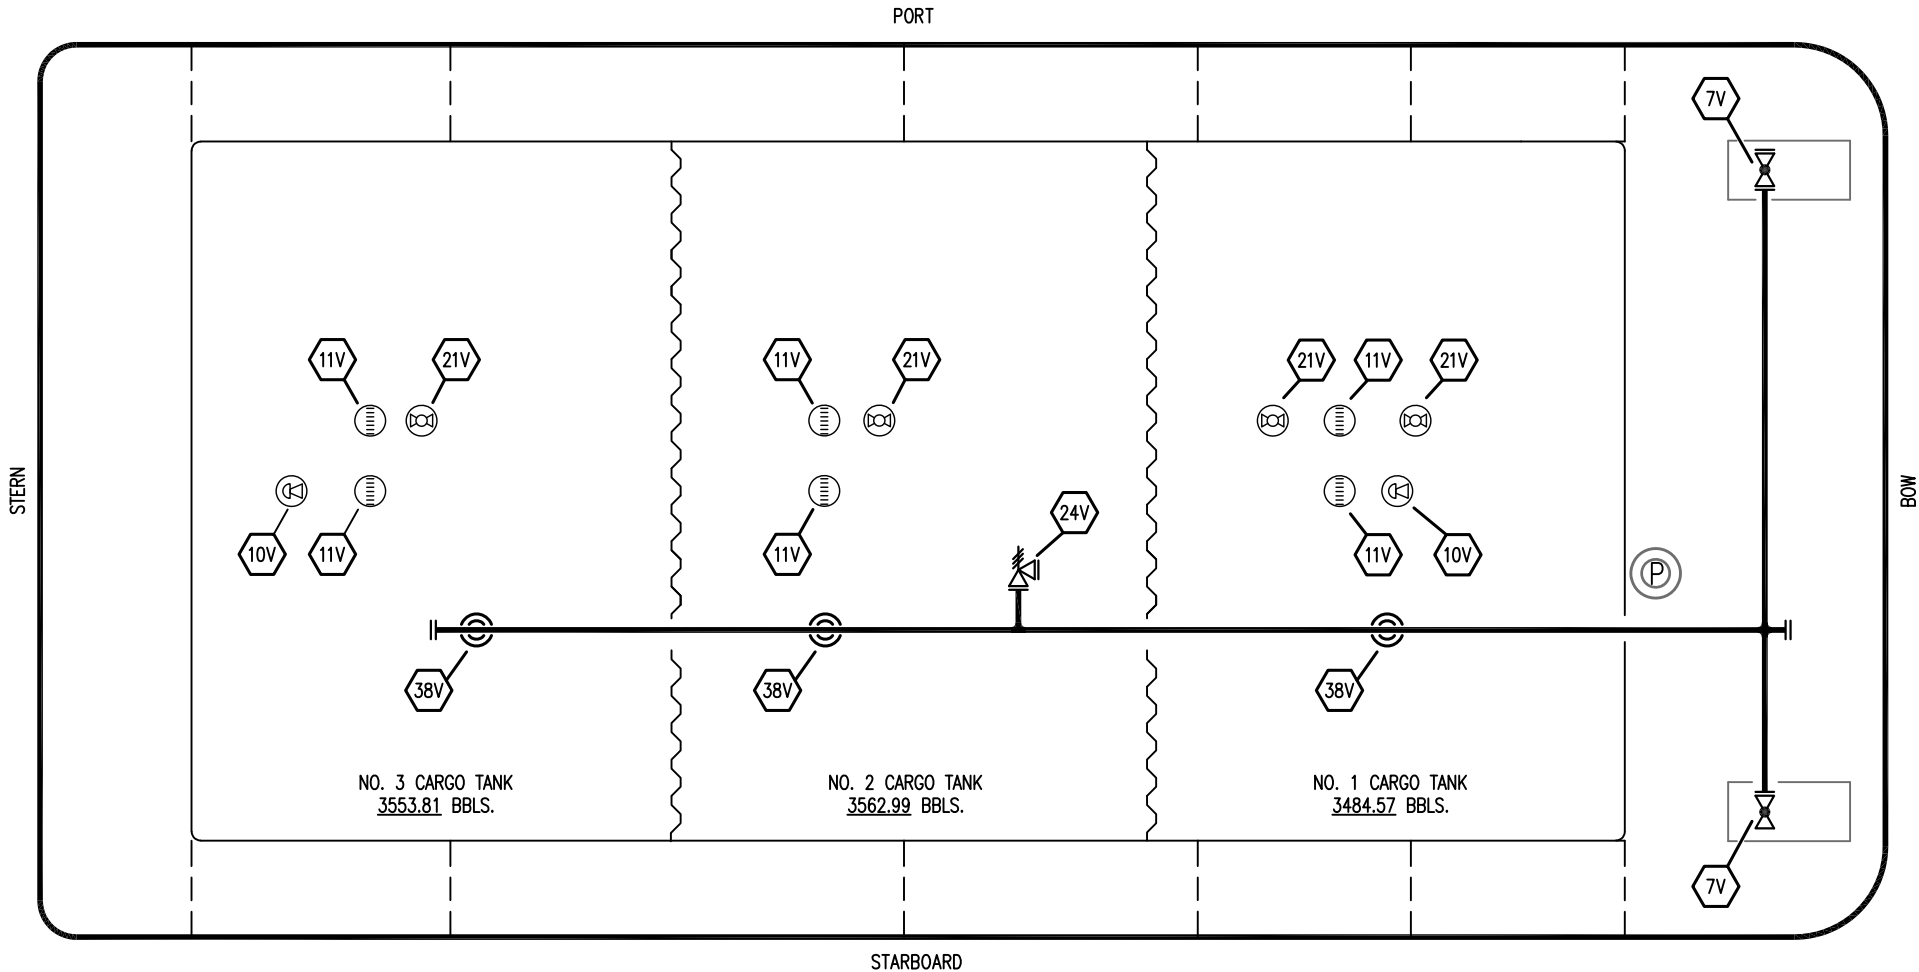 PORT
7V
11V
21V
11V
21V
21V
11V
21V
STERN
BOW
24V
10V
11V
11V
11V
10V
P
38V
38V
38V
NO. 3 CARGO TANK
3553.81 BBLS.
NO. 2 CARGO TANK
3562.99 BBLS.
NO. 1 CARGO TANK
3484.57 BBLS.
7V
STARBOARD